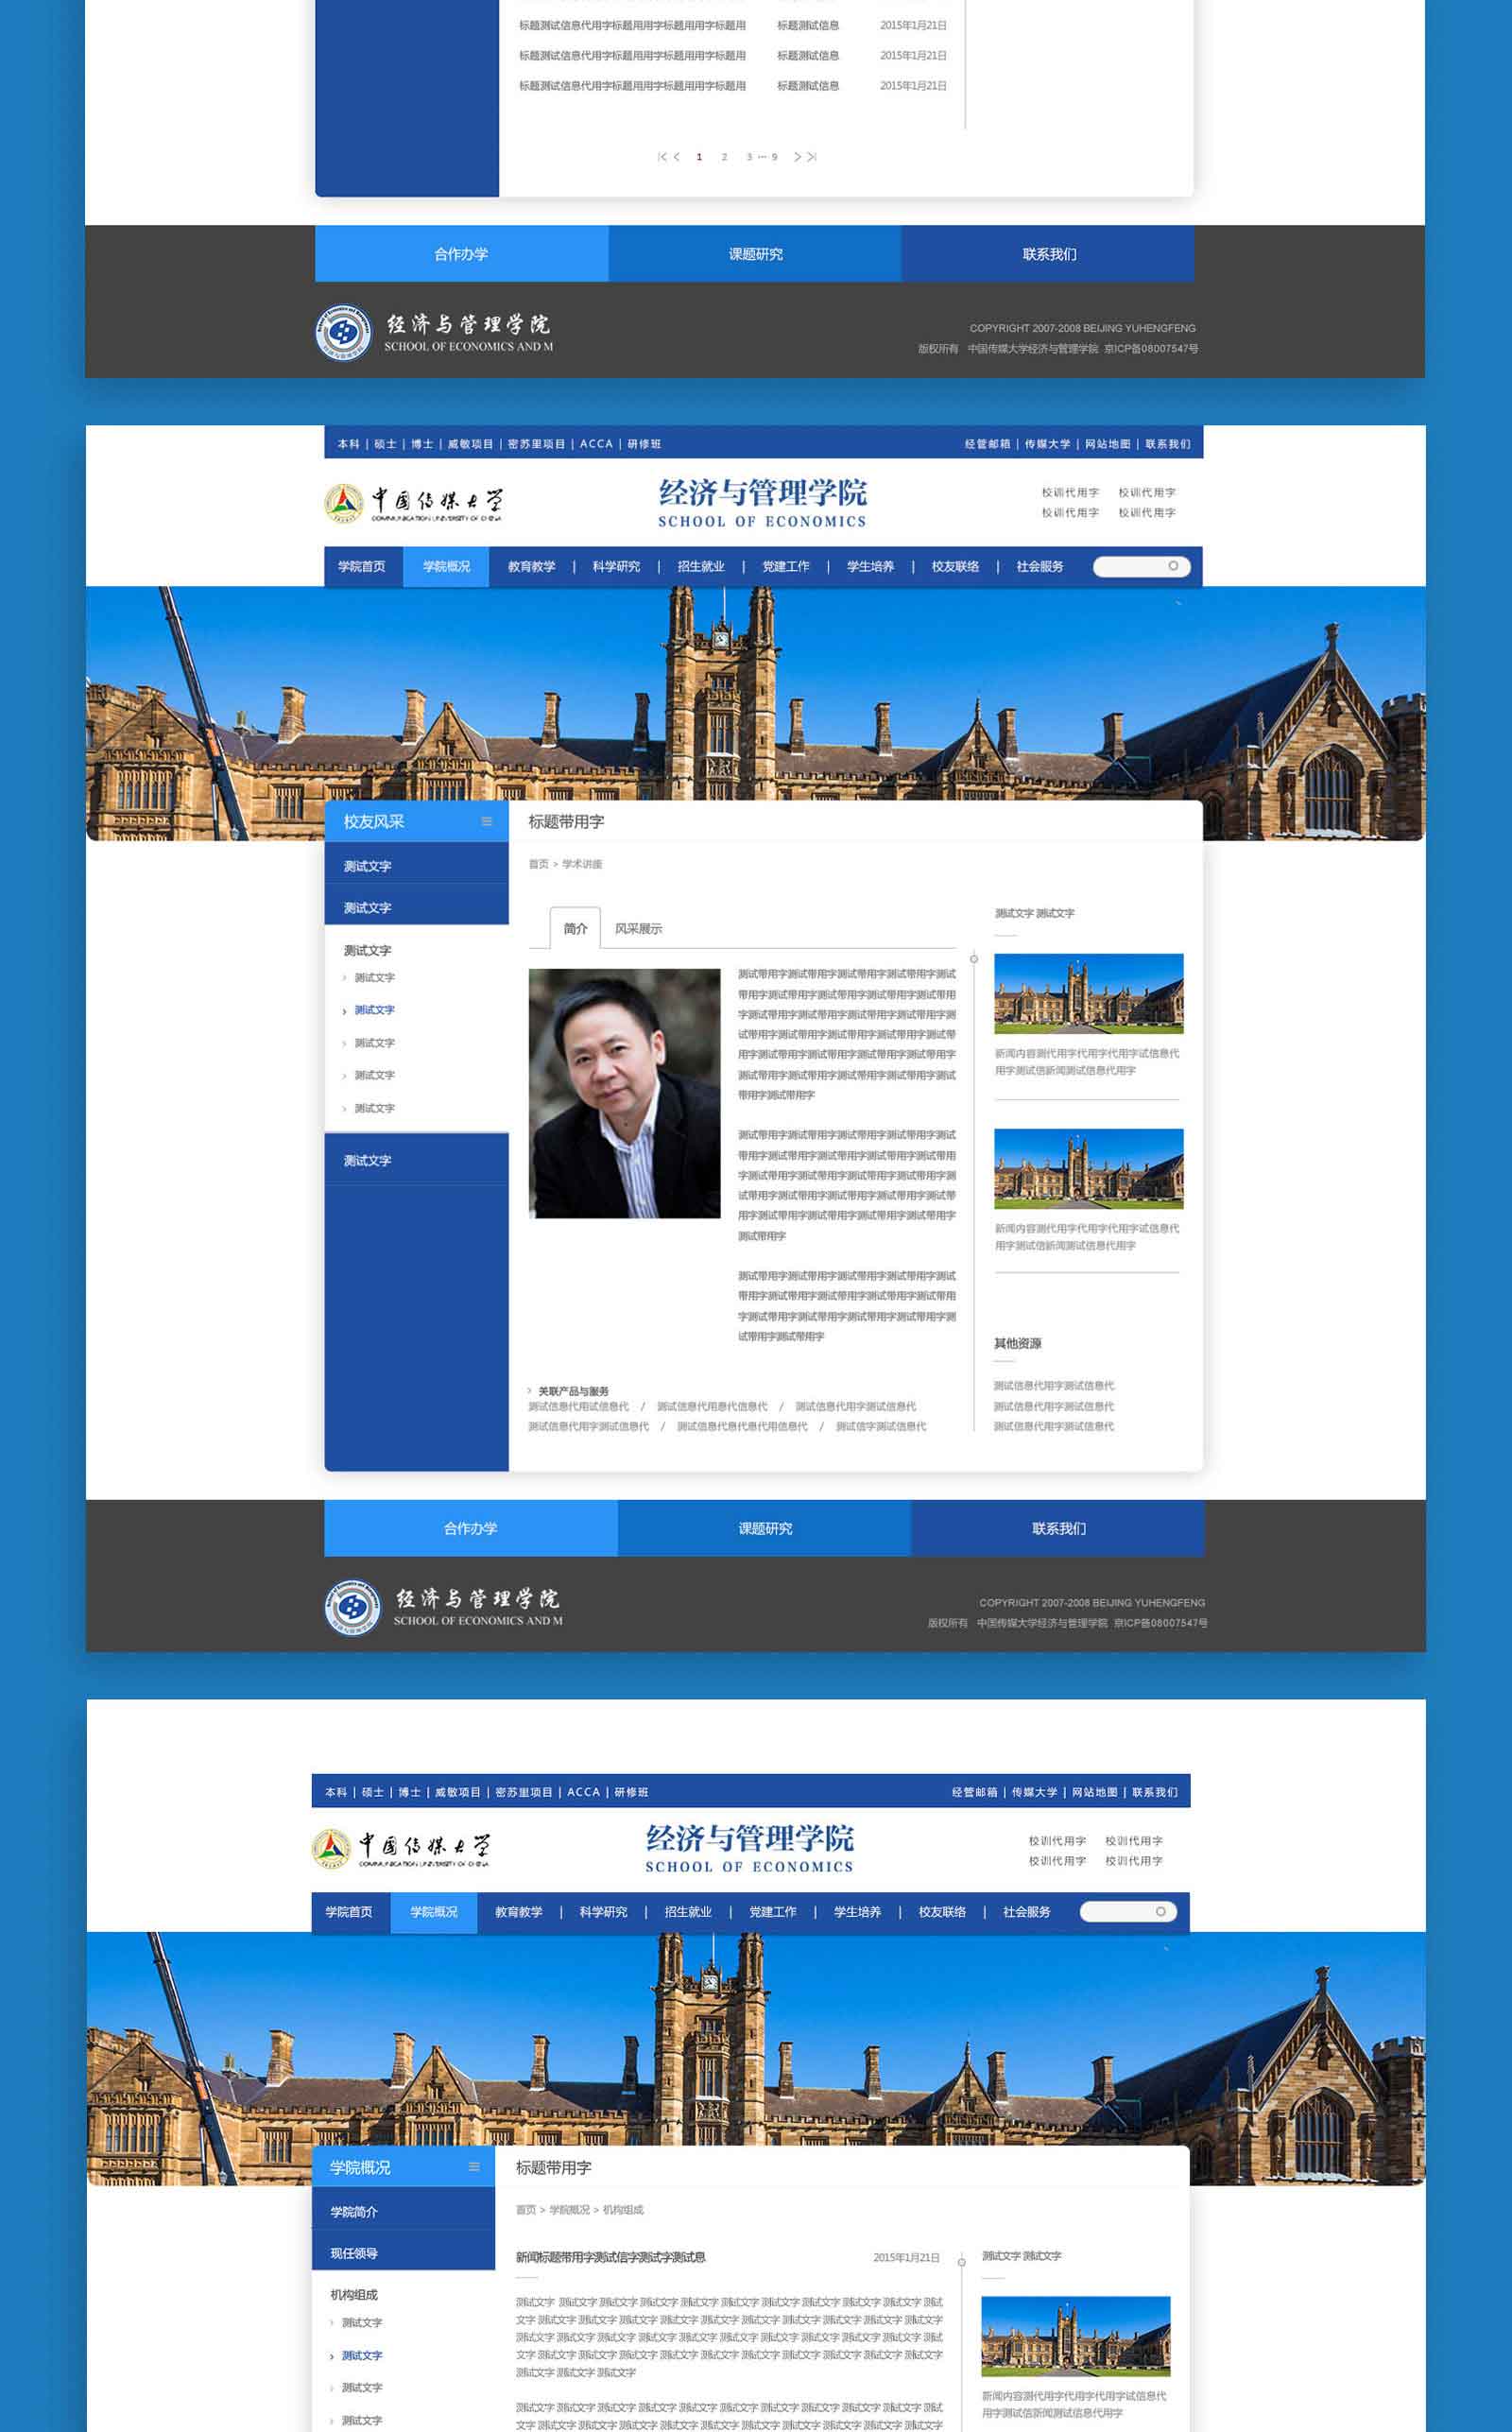 标题测试信息代用字标题用用字标题用用字标题用 标题测试信息 2015年1月21日
标题测试信息代用字标题用用字标题用用字标题用 标题测试信息 2015年1月21日
标题测试信息代用字标题用用字标题用用字标题用 标题测试信息 2015年1月21日
1 2 3 ··· 9
合作办学 课题研究 联系我们
经济与管理学院
SCHOOL OF ECONOMICS AND M
COPYRIGHT 2007-2008 BEIJING YUHENGFENG
版权所有 中国传媒大学经济与管理学院 京ICP备08007547号
本科 | 硕士 | 博士 | 威敏项目 | 密苏里项目 | ACCA | 研修班 经管邮箱 | 传媒大学 | 网站地图 | 联系我们
中国传媒大学
COMMUNICATION UNIVERSITY OF CHINA
经济与管理学院
SCHOOL OF ECONOMICS
校训代用字 校训代用字
校训代用字 校训代用字
学院首页 学院概况 教育教学 | 科学研究 | 招生就业 | 党建工作 | 学生培养 | 校友联络 | 社会服务
校友风采
测试文字
测试文字
测试文字
测试文字
测试文字
测试文字
测试文字
测试文字
测试文字
标题带用字
首页 > 学术讲座
简介 风采展示
测试带用字测试带用字测试带用字测试带用字测试
带用字测试带用字测试带用字测试带用字测试带用
字测试带用字测试带用字测试带用字测试带用字测
试带用字测试带用字测试带用字测试带用字测试带
用字测试带用字测试带用字测试带用字测试带用字
测试带用字测试带用字测试带用字测试带用字测试
带用字测试带用字
测试带用字测试带用字测试带用字测试带用字测试
带用字测试带用字测试带用字测试带用字测试带用
字测试带用字测试带用字测试带用字测试带用字测
试带用字测试带用字测试带用字测试带用字测试带
用字测试带用字测试带用字测试带用字测试带用字
测试带用字
测试带用字测试带用字测试带用字测试带用字测试
带用字测试带用字测试带用字测试带用字测试带用
字测试带用字测试带用字测试带用字测试带用字测
试带用字测试带用字
关联产品与服务
测试信息代用试信息代 / 测试信息代用息代信息代 / 测试信息代用字测试信息代
测试信息代用字测试信息代 / 测试信息代息代息代用信息代 / 测试信字测试信息代
测试文字 测试文字
新闻内容测代用字代用字代用字试信息代
用字测试信新闻测试信息代用字
新闻内容测代用字代用字代用字试信息代
用字测试信新闻测试信息代用字
其他资源
测试信息代用字测试信息代
测试信息代用字测试信息代
测试信息代用字测试信息代
合作办学 课题研究 联系我们
经济与管理学院
SCHOOL OF ECONOMICS AND M
COPYRIGHT 2007-2008 BEIJING YUHENGFENG
版权所有 中国传媒大学经济与管理学院 京ICP备08007547号
本科 | 硕士 | 博士 | 威敏项目 | 密苏里项目 | ACCA | 研修班 经管邮箱 | 传媒大学 | 网站地图 | 联系我们
中国传媒大学
COMMUNICATION UNIVERSITY OF CHINA
经济与管理学院
SCHOOL OF ECONOMICS
校训代用字 校训代用字
校训代用字 校训代用字
学院首页 学院概况 教育教学 | 科学研究 | 招生就业 | 党建工作 | 学生培养 | 校友联络 | 社会服务
学院概况
学院简介
现任领导
机构组成
测试文字
测试文字
测试文字
测试文字
标题带用字
首页 > 学院概况 > 机构组成
新闻标题带用字测试信字测试字测试息 2015年1月21日
测试文字 测试文字 测试文字 测试文字 测试文字 测试文字 测试文字 测试文字 测试文字 测试文字 测试
文字 测试文字 测试文字 测试文字 测试文字 测试文字 测试文字 测试文字 测试文字 测试文字 测试文字
测试文字 测试文字 测试文字 测试文字 测试文字 测试文字 测试文字 测试文字 测试文字 测试文字 测试
文字 测试文字 测试文字 测试文字 测试文字 测试文字 测试文字 测试文字 测试文字 测试文字 测试文字
测试文字 测试文字 测试文字
测试文字 测试文字 测试文字 测试文字 测试文字 测试文字 测试文字 测试文字 测试文字 测试文字 测试
文字 测试文字 测试文字 测试文字 测试文字 测试文字 测试文字 测试文字 测试文字 测试文字 测试文字
测试文字 测试文字
新闻内容测代用字代用字代用字试信息代
用字测试信新闻测试信息代用字